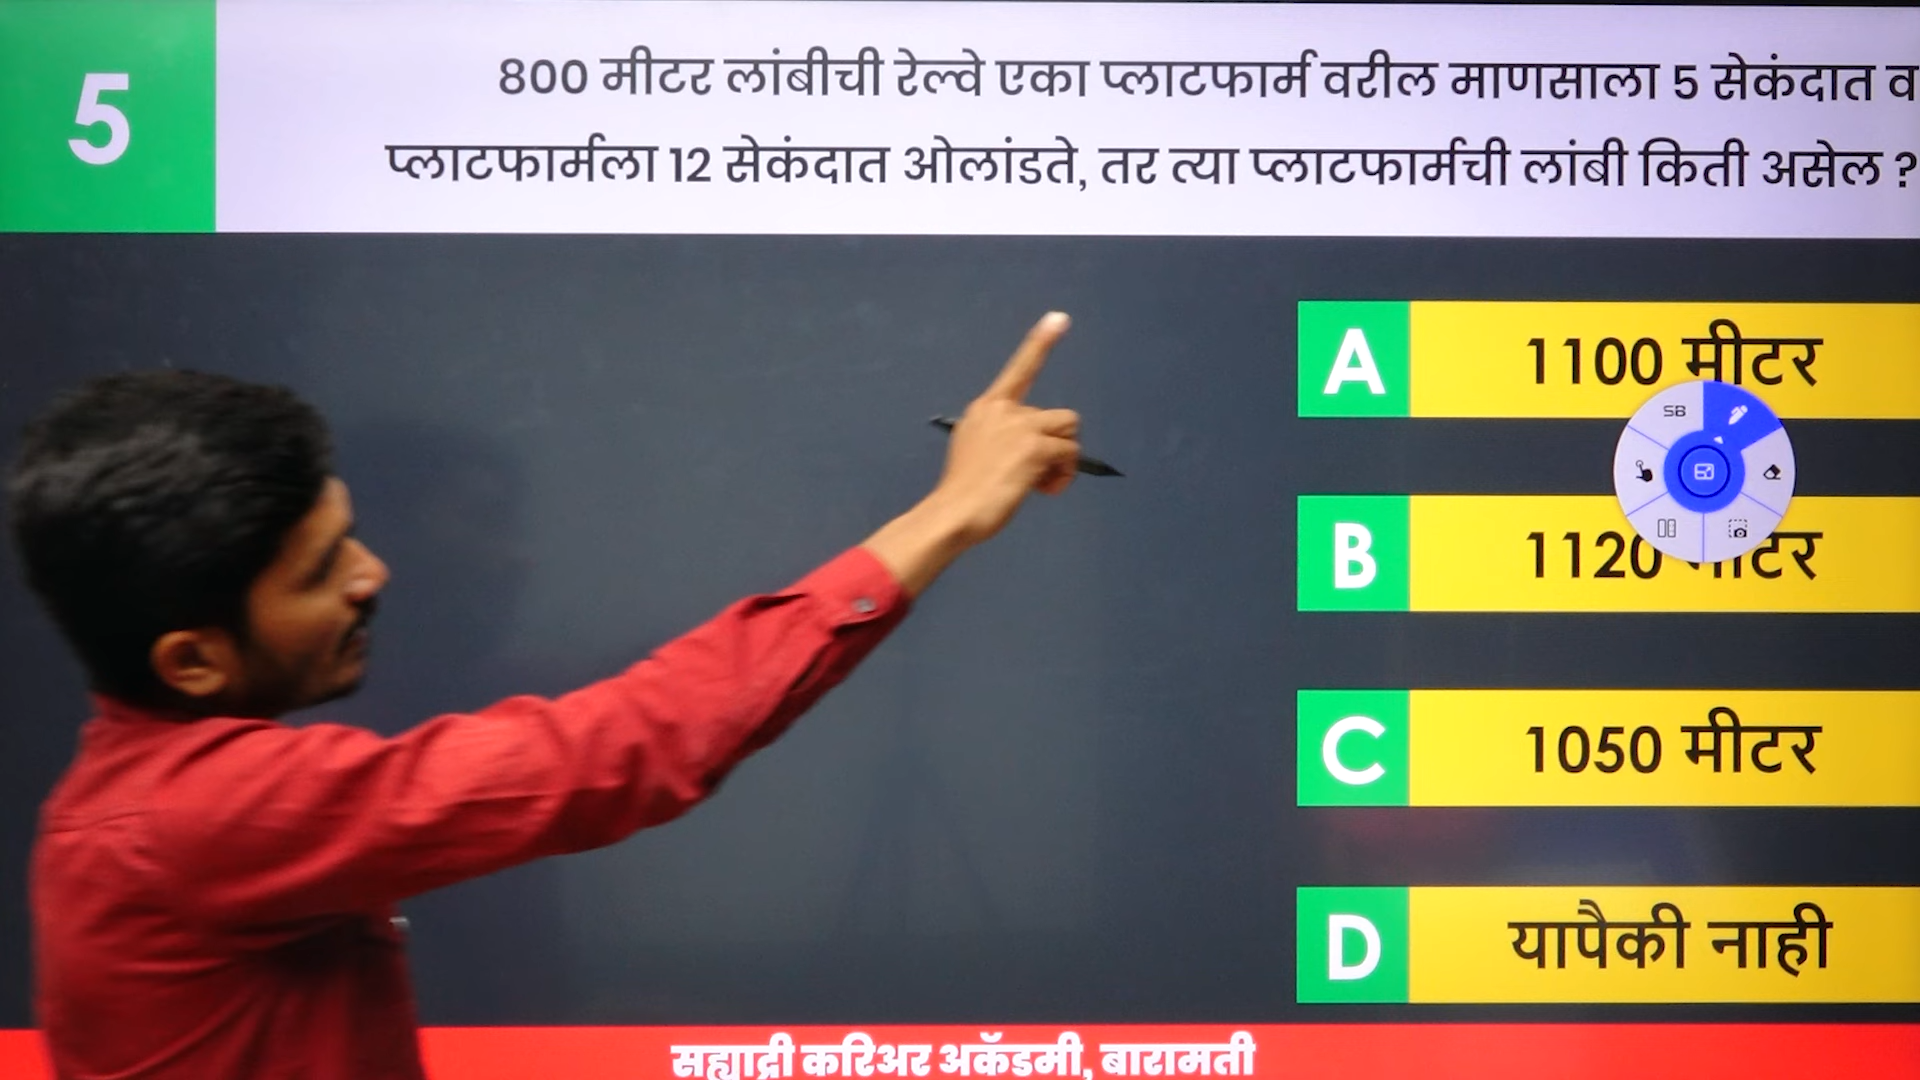 5
800 मीटर लांबीची रेल्वे एका प्लाटफार्म वरील माणसाला 5 सेकंदात व
प्लाटफार्मला 12 सेकंदात ओलांडते, तर त्या प्लाटफार्मची लांबी किती असेल ?
A 1100 मीटर
SB
B 1120 मीटर
C 1050 मीटर
D यापैकी नाही
सह्याद्री करिअर अकॅडमी, बारामती